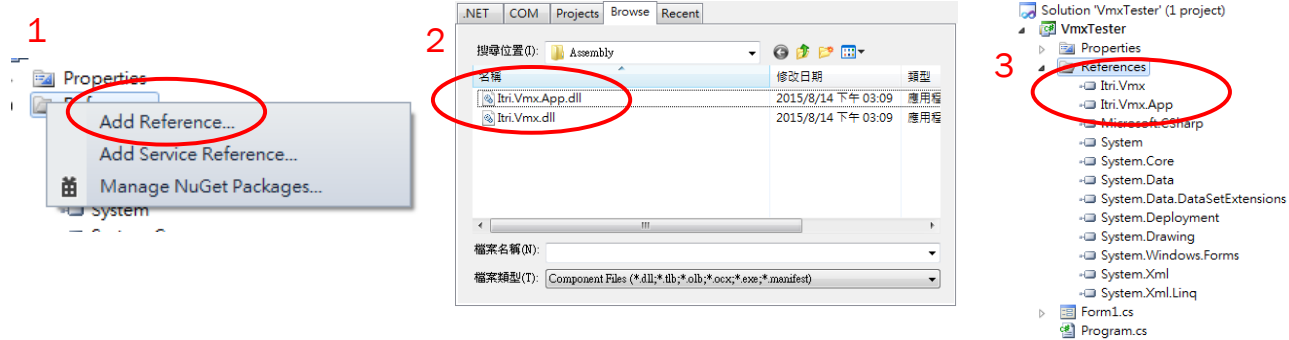 1
Properties
Add Reference...
Add Service Reference...
Manage NuGet Packages...
System
2
.NET COM Projects Browse Recent
搜尋位置(I): Assembly
名稱 修改日期 類型
Itri.Vmx.App.dll 2015/8/14 下午 03:09 應用程
Itri.Vmx.dll 2015/8/14 下午 03:09 應用程
檔案名稱(N):
檔案類型(T): Component Files (*.dll;*.tlb;*.olb;*.ocx;*.exe;*.manifest)
3
Solution 'VmxTester' (1 project)
VmxTester
Properties
References
Itri.Vmx
Itri.Vmx.App
Microsoft.CSharp
System
System.Core
System.Data
System.Data.DataSetExtensions
System.Deployment
System.Drawing
System.Windows.Forms
System.Xml
System.Xml.Linq
Form1.cs
Program.cs